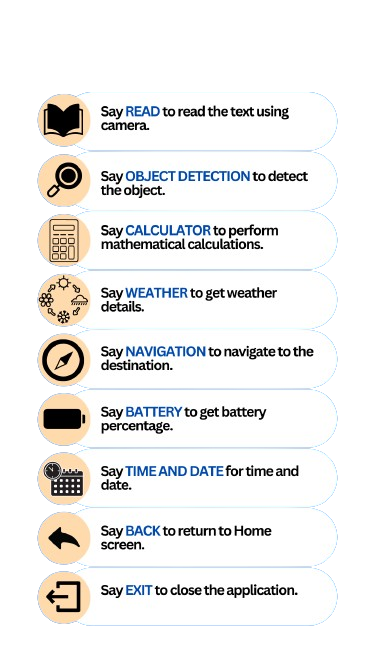 Say READ to read the text using
camera.
Say OBJECT DETECTION to detect
the object.
Say CALCULATOR to perform
mathematical calculations.
Say WEATHER to get weather
details.
Say NAVIGATION to navigate to the
destination.
Say BATTERY to get battery
percentage.
Say TIME AND DATE for time and
date.
Say BACK to return to Home
screen.
Say EXIT to close the application.